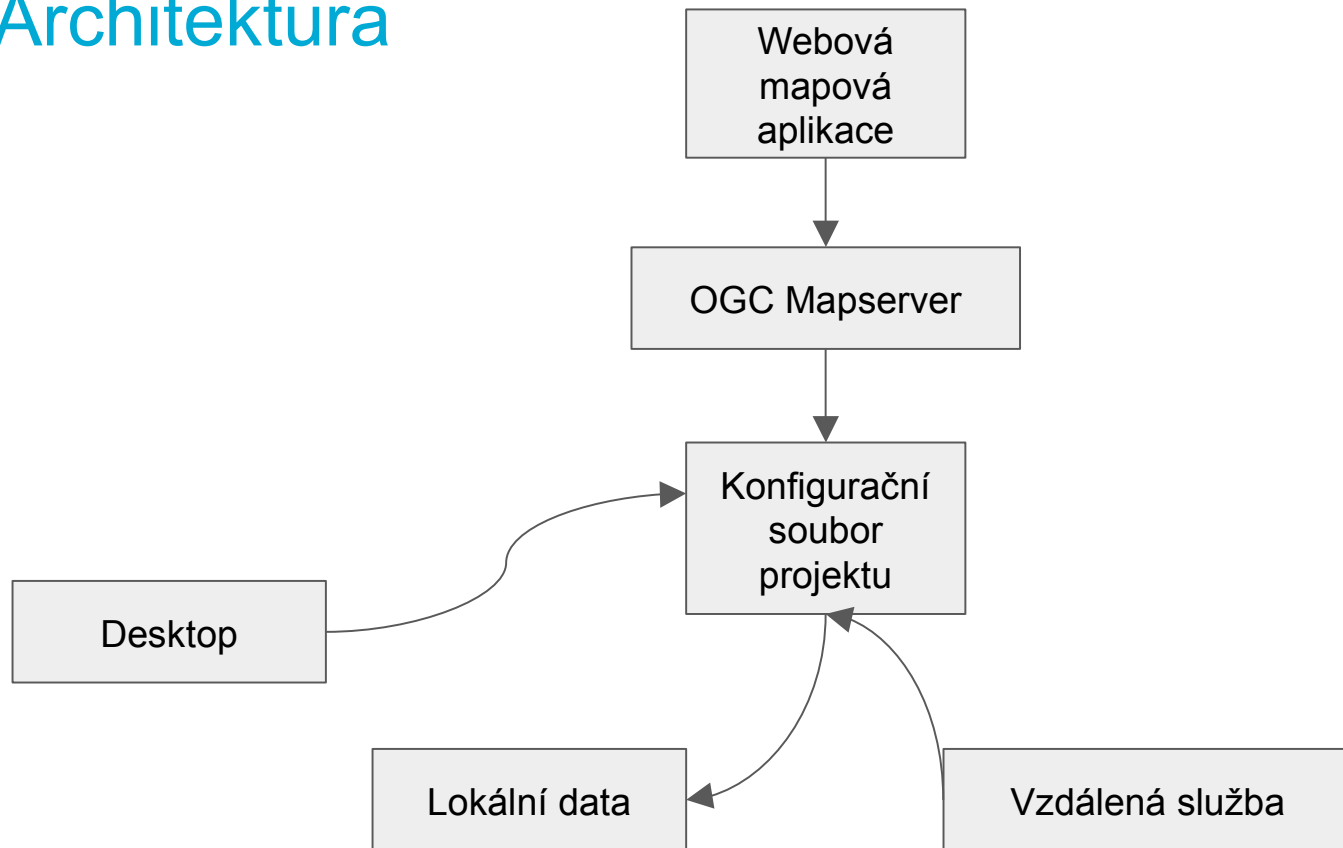 Architektura
Webová
mapová
aplikace
OGC Mapserver
Konfigurační
soubor
projektu
Desktop
Lokální data
Vzdálená služba